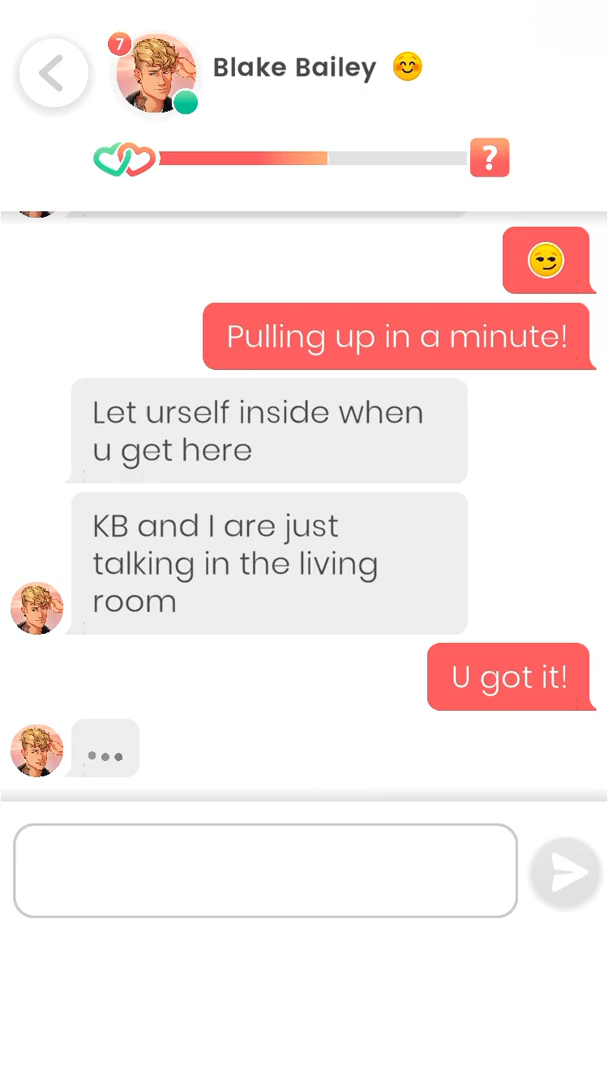 7
Blake Bailey 😊
?
😏
Pulling up in a minute!
Let urself inside when
u get here
KB and I are just
talking in the living
room
U got it!
...